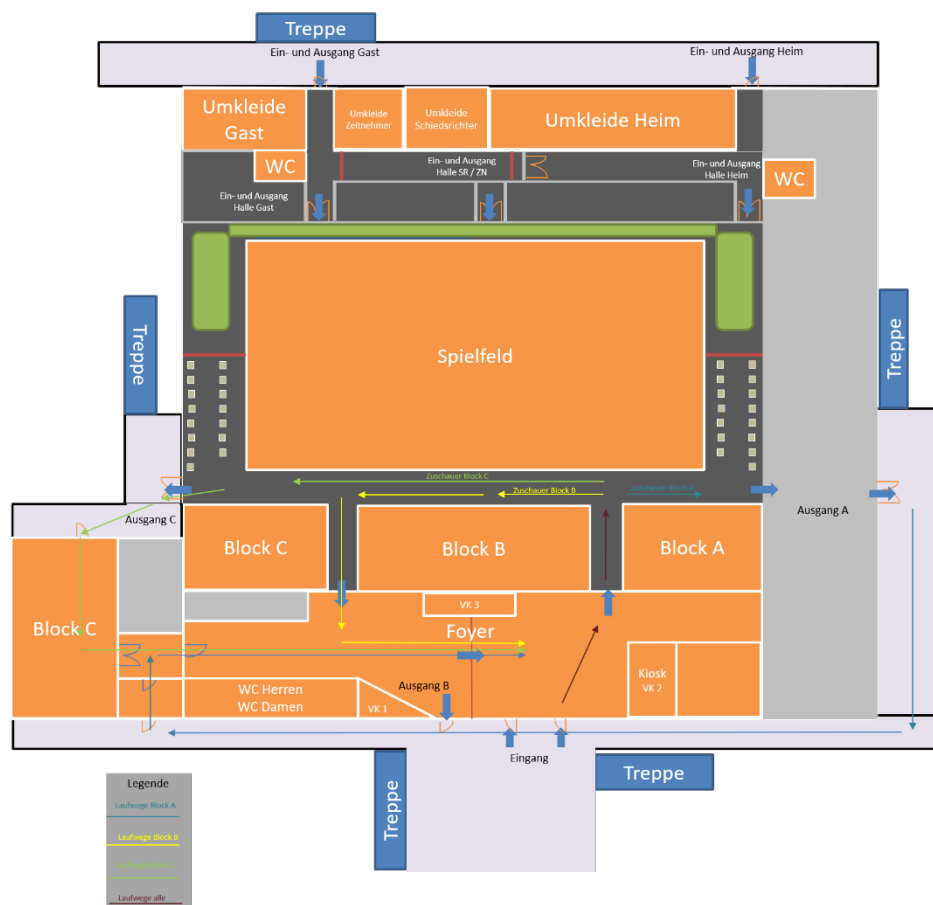 Treppe
Ein- und Ausgang Gast
Ein- und Ausgang Heim
Umkleide
Gast
Umkleide
Zeitnehmer
Umkleide
Schiedsrichter
Umkleide Heim
WC
Ein- und Ausgang
Halle SR / ZN
Ein- und Ausgang
Halle Heim
WC
Ein- und Ausgang
Halle Gast
Treppe
Spielfeld
Treppe
Zuschauer Block C
Zuschauer Block B
Zuschauer Block A
Ausgang C
Ausgang A
Block C
Block B
Block A
Block C
VK 3
Foyer
Kiosk
VK 2
WC Herren
WC Damen
VK 1
Ausgang B
Eingang
Treppe
Treppe
Legende
Laufwege Block A
Laufwege Block B
Laufwege alle